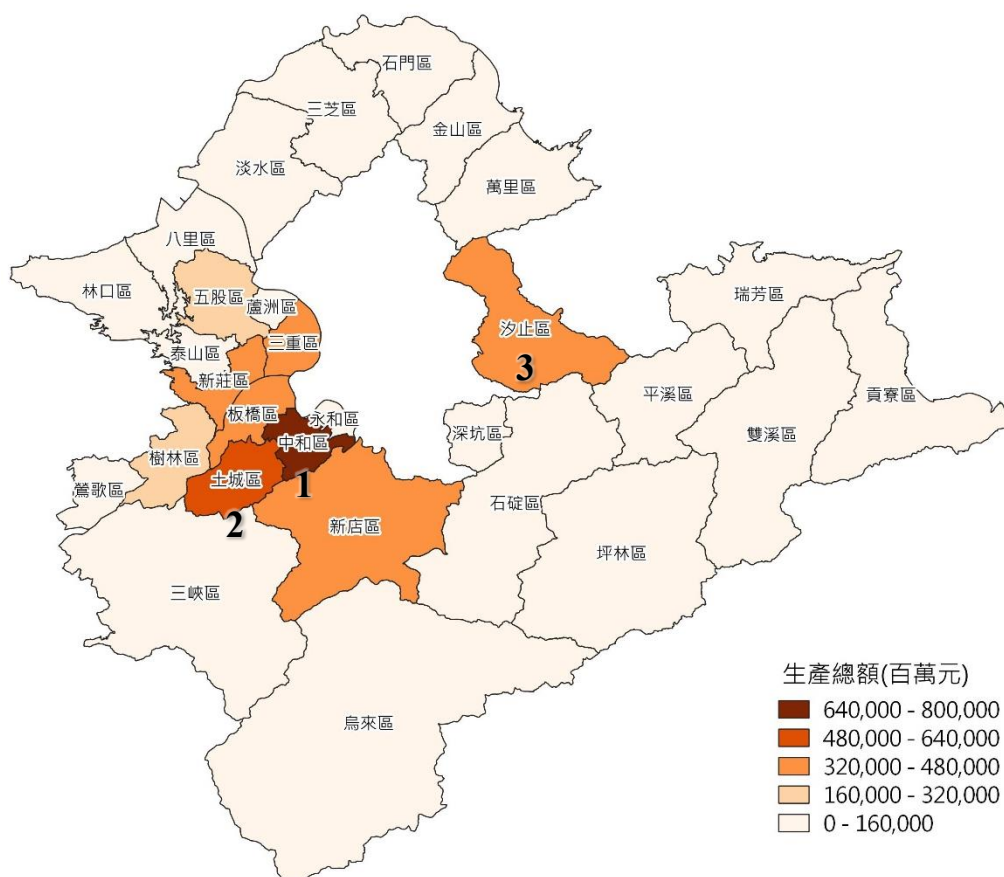 石門區
三芝區
金山區
淡水區
萬里區
八里區
林口區
五股區
蘆洲區
瑞芳區
三重區
汐止區
泰山區
3
新莊區
平溪區
貢寮區
板橋區
永和區
深坑區
雙溪區
中和區
樹林區
土城區
1
鶯歌區
石碇區
2
新店區
坪林區
三峽區
烏來區
生產總額(百萬元)
640,000 - 800,000
480,000 - 640,000
320,000 - 480,000
160,000 - 320,000
0 - 160,000